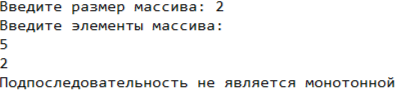 Введите размер массива: 2
Введите элементы массива:
5
2
Подпоследовательность не является монотонной